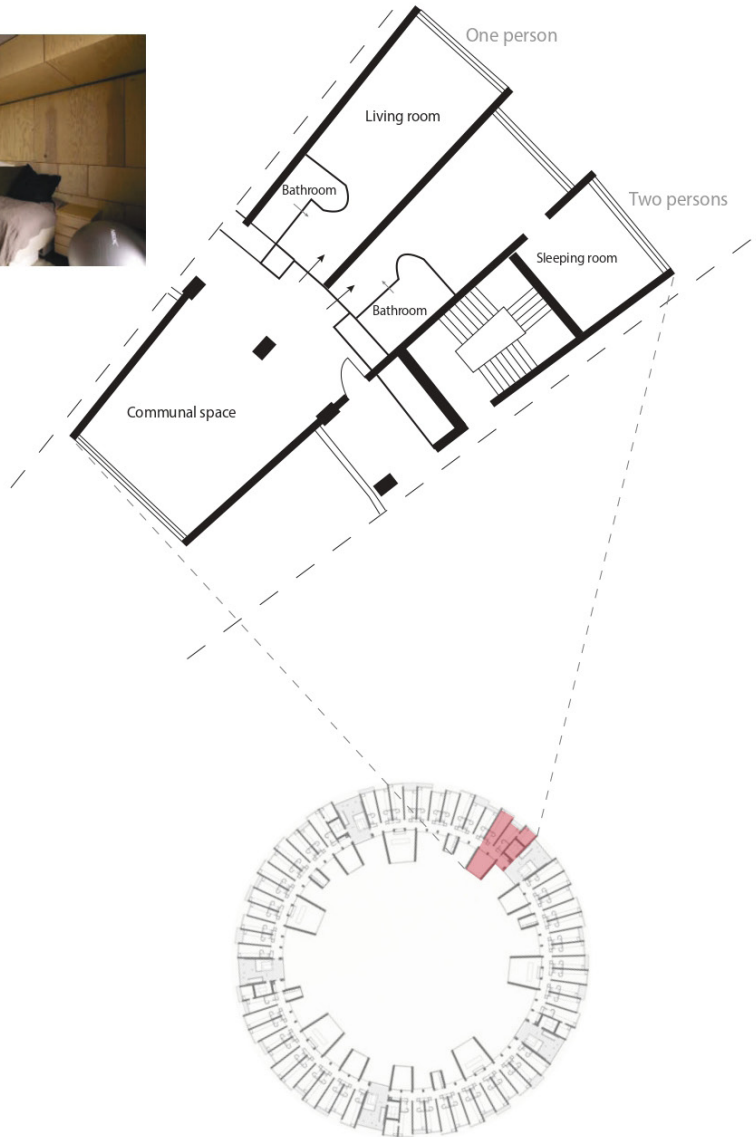 One person
Living room
Bathroom
Two persons
Sleeping room
Bathroom
Communal space